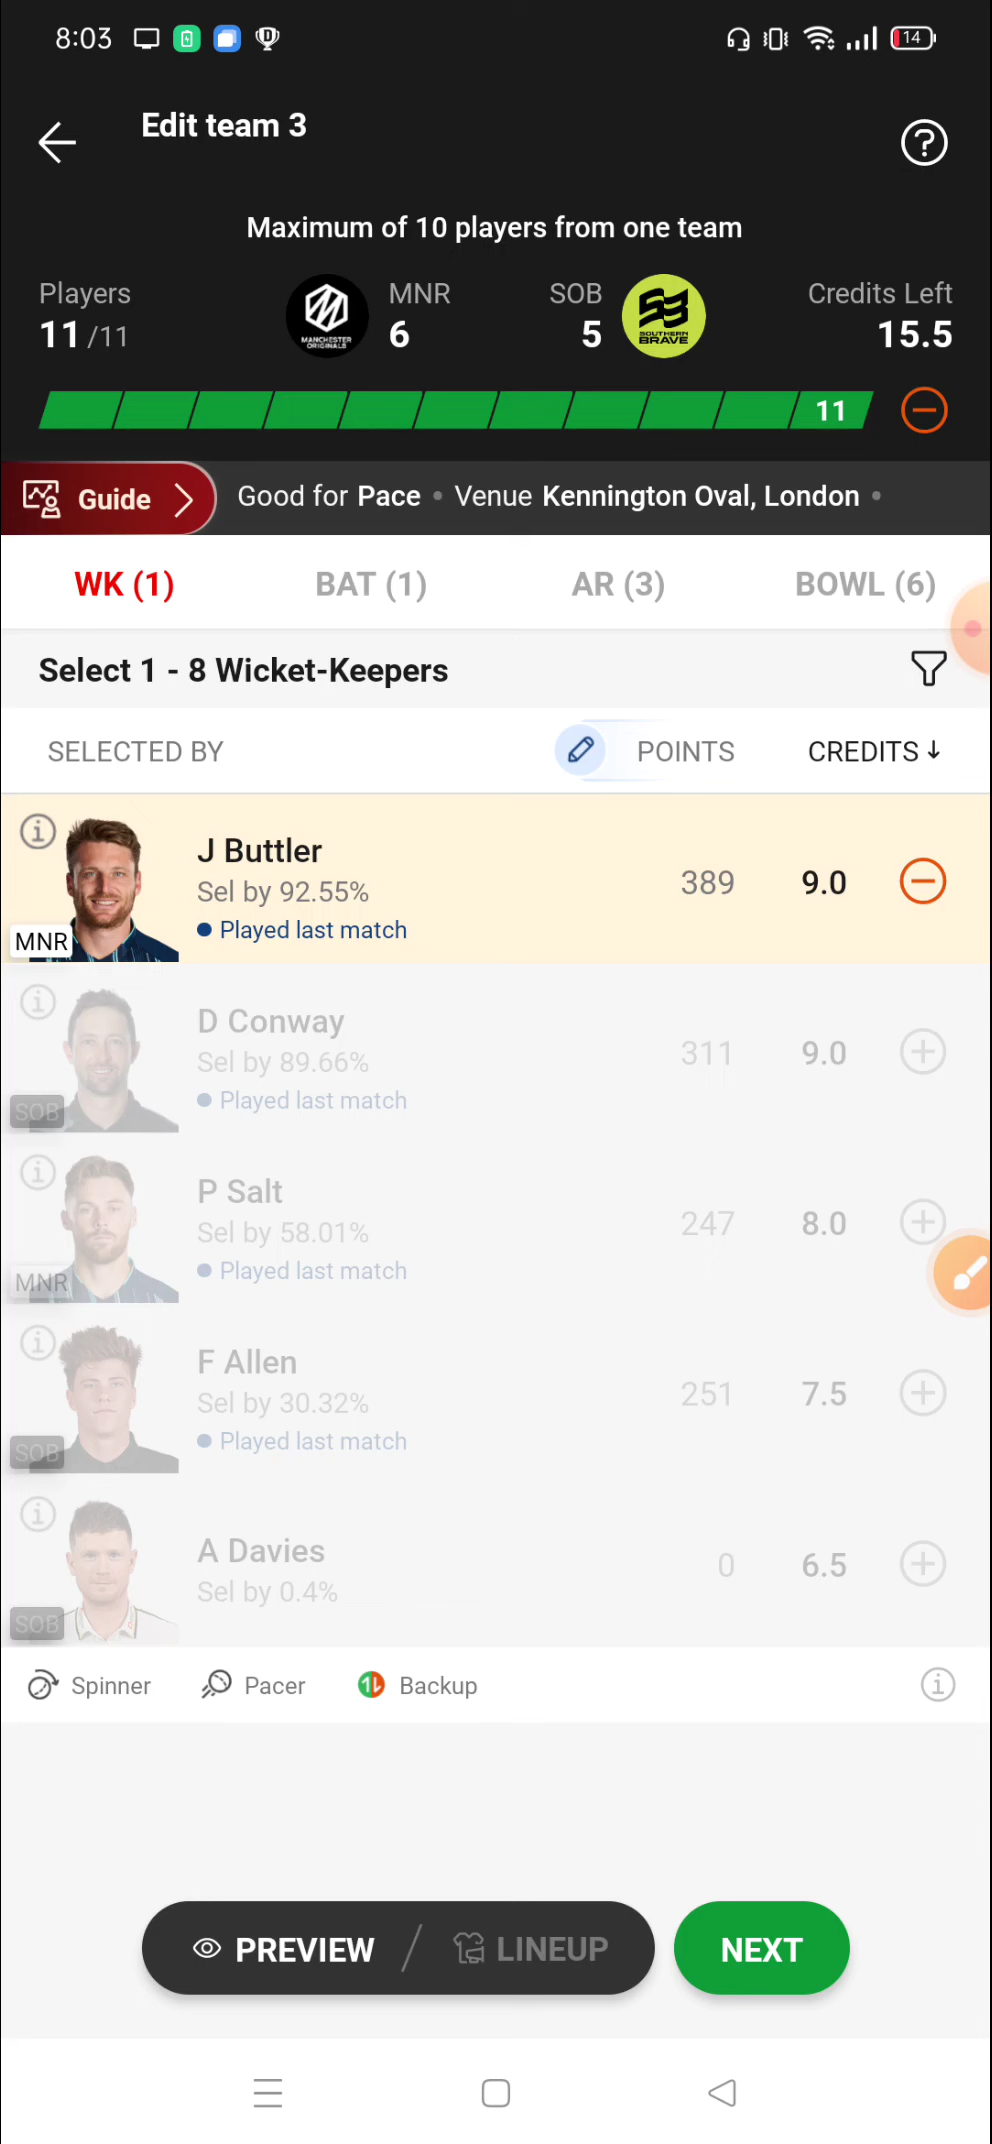 8:03
14
Edit team 3
Maximum of 10 players from one team
Players
11/11
MNR
6
SOB
5
Credits Left
15.5
MANCHESTER
ORIGINALS
SOUTHERN
BRAVE
11
Guide
Good for Pace • Venue Kennington Oval, London •
WK (1) BAT (1) AR (3) BOWL (6)
Select 1 - 8 Wicket-Keepers
SELECTED BY POINTS CREDITS ↓
J Buttler
Sel by 92.55%
Played last match
MNR
389 9.0
D Conway
Sel by 89.66%
Played last match
SOB
311 9.0
P Salt
Sel by 58.01%
Played last match
MNR
247 8.0
F Allen
Sel by 30.32%
Played last match
SOB
251 7.5
A Davies
Sel by 0.4%
SOB
0 6.5
Spinner Pacer Backup
PREVIEW / LINEUP NEXT